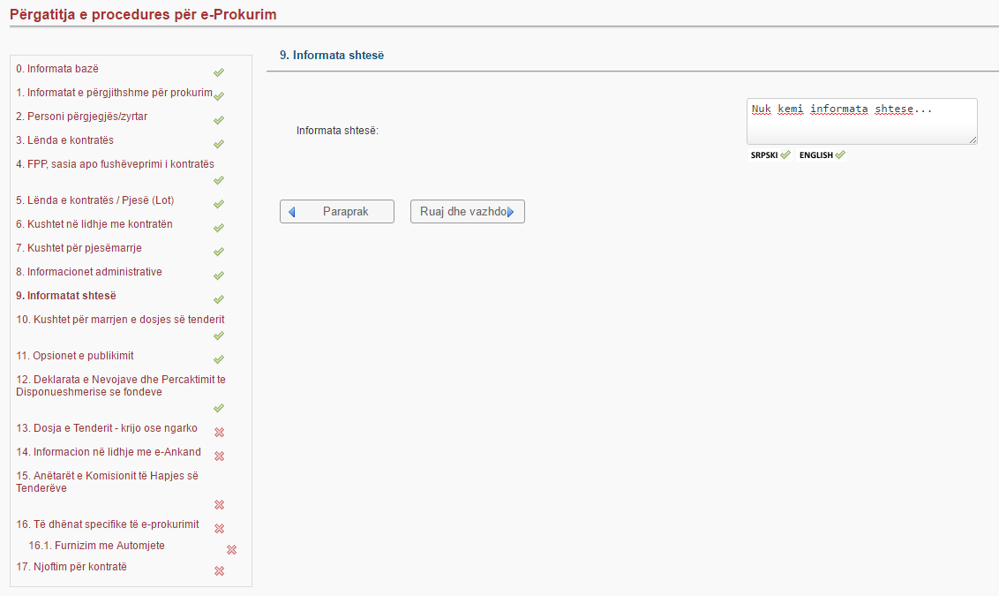 Përgatitja e procedures për e-Prokurim
0. Informata bazë
1. Informatat e përgjithshme për prokurim
2. Personi përgjegjës/zyrtar
3. Lënda e kontratës
4. FPP, sasia apo fushëveprimi i kontratës
5. Lënda e kontratës / Pjesë (Lot)
6. Kushtet në lidhje me kontratën
7. Kushtet për pjesëmarrje
8. Informacionet administrative
9. Informatat shtesë
10. Kushtet për marrjen e dosjes së tenderit
11. Opsionet e publikimit
12. Deklarata e Nevojave dhe Percaktimit te
Disponueshmerise se fondeve
13. Dosja e Tenderit - krijo ose ngarko
14. Informacion në lidhje me e-Ankand
15. Anëtarët e Komisionit të Hapjes së
Tenderëve
16. Të dhënat specifike të e-prokurimit
16.1. Furnizim me Automjete
17. Njoftim për kontratë
9. Informata shtesë
Informata shtesë:
Nuk kemi informata shtese...
SRPSKI ENGLISH
Paraprak
Ruaj dhe vazhdo